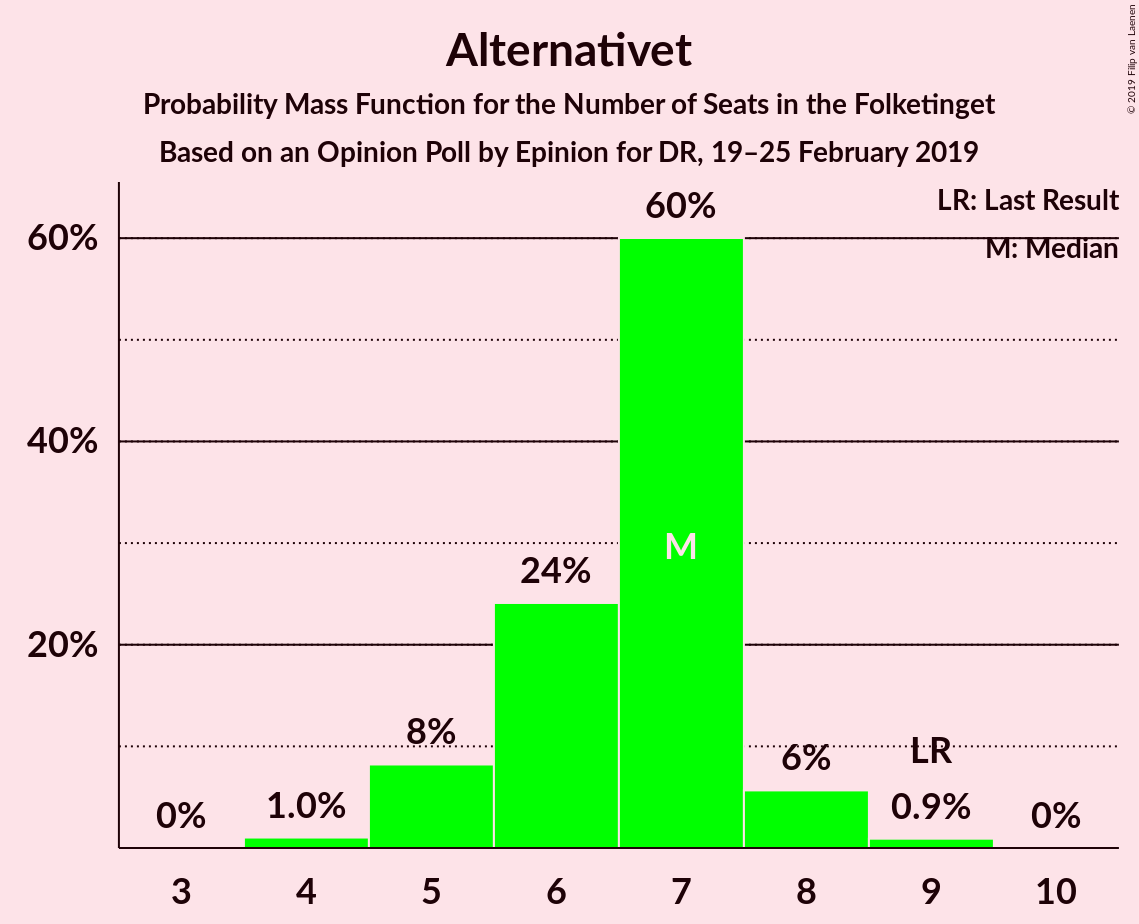 Alternativet
Probability Mass Function for the Number of Seats in the Folketinget
Based on an Opinion Poll by Epinion for DR, 19–25 February 2019
© 2019 Filip van Laenen
LR: Last Result
M: Median
60%
40%
20%
0%
1.0%
8%
24%
60%
M
6%
LR
0.9%
0%
3 4 5 6 7 8 9 10